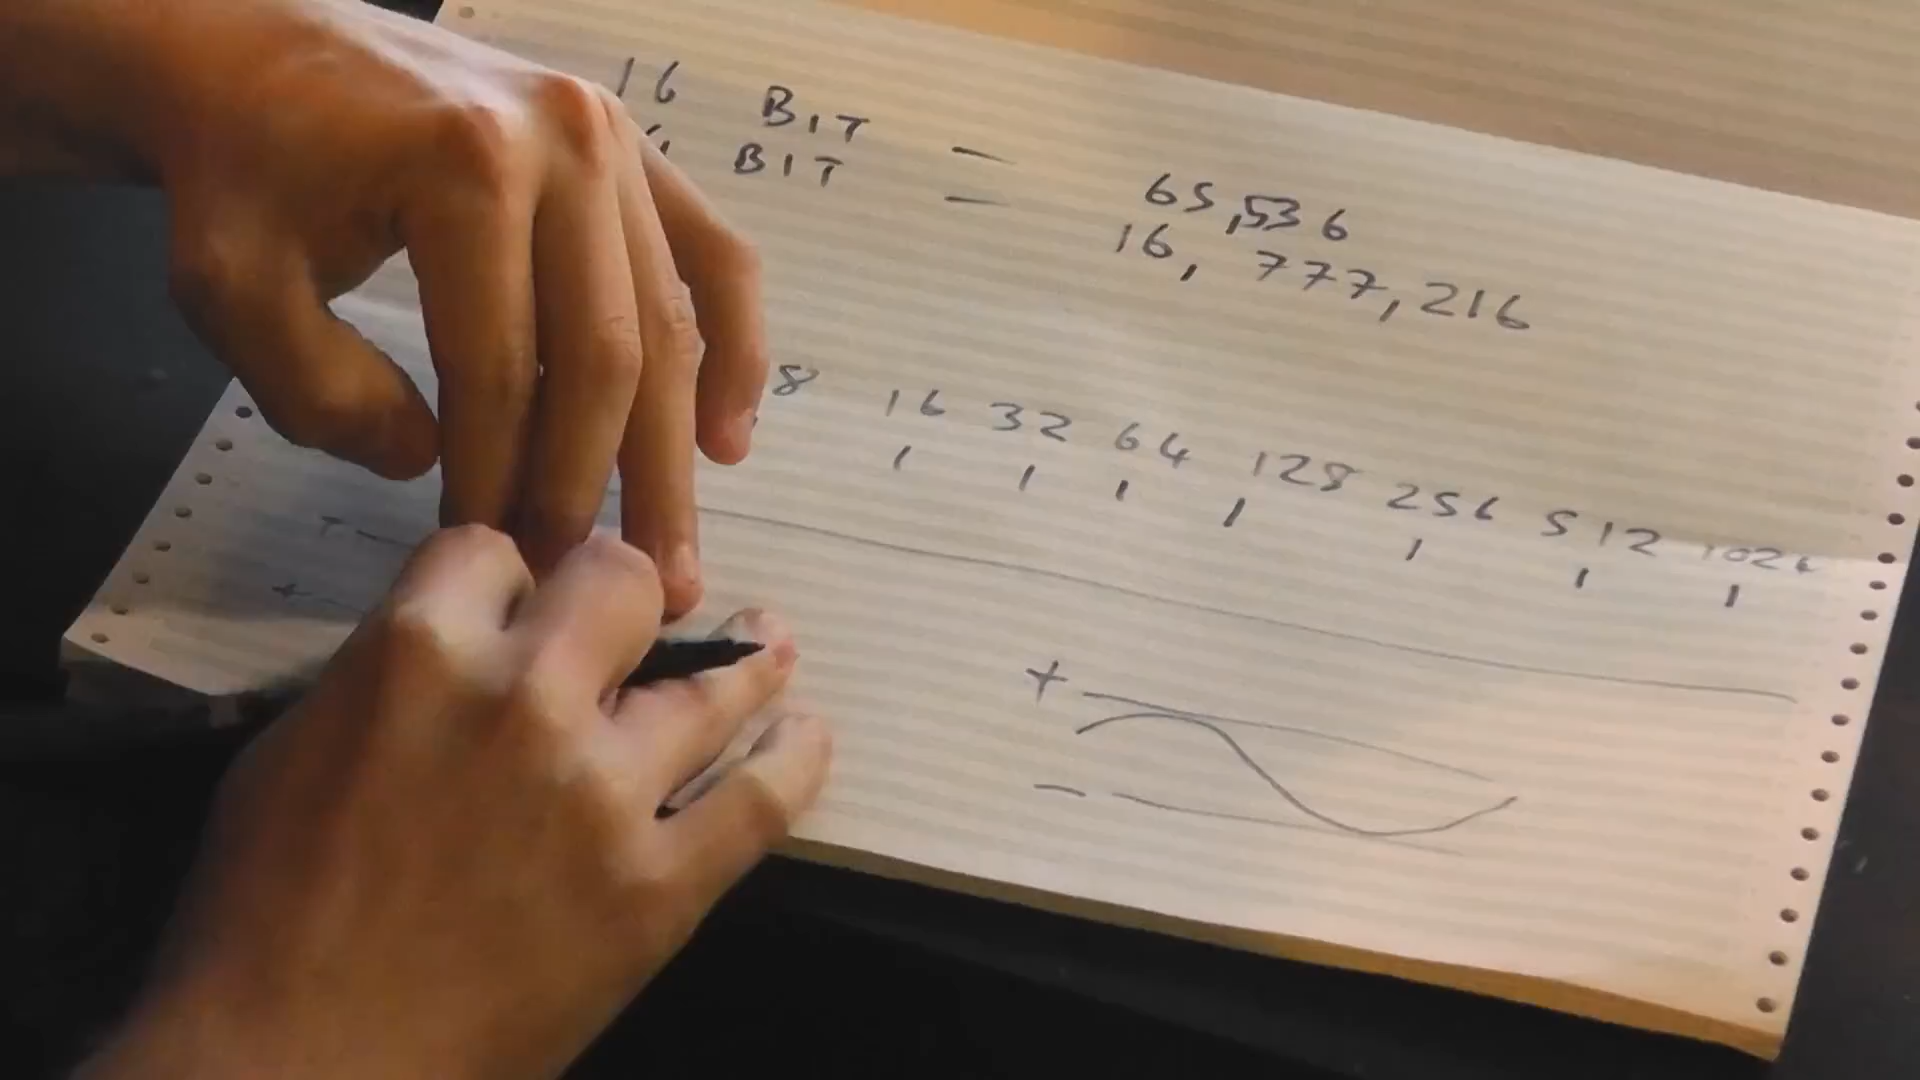 16 BIT = 65,536
BIT = 16,777,216
8 16 32 64 128 256 512 1024
1 1 1 1 1 1 1
+
-